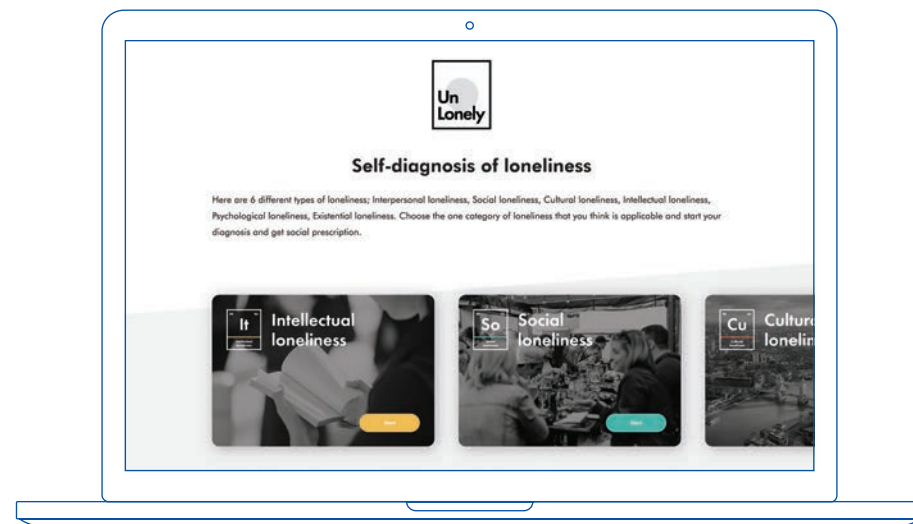 Un
Lonely
Self-diagnosis of loneliness
Here are 6 different types of loneliness; Interpersonal loneliness, Social loneliness, Cultural loneliness, Intellectual loneliness,
Psychological loneliness, Existential loneliness. Choose the one category of loneliness that you think is applicable and start your
diagnosis and get social prescription.
It
Intellectual
loneliness
So
Social
loneliness
Cu
Cultur
lonelin